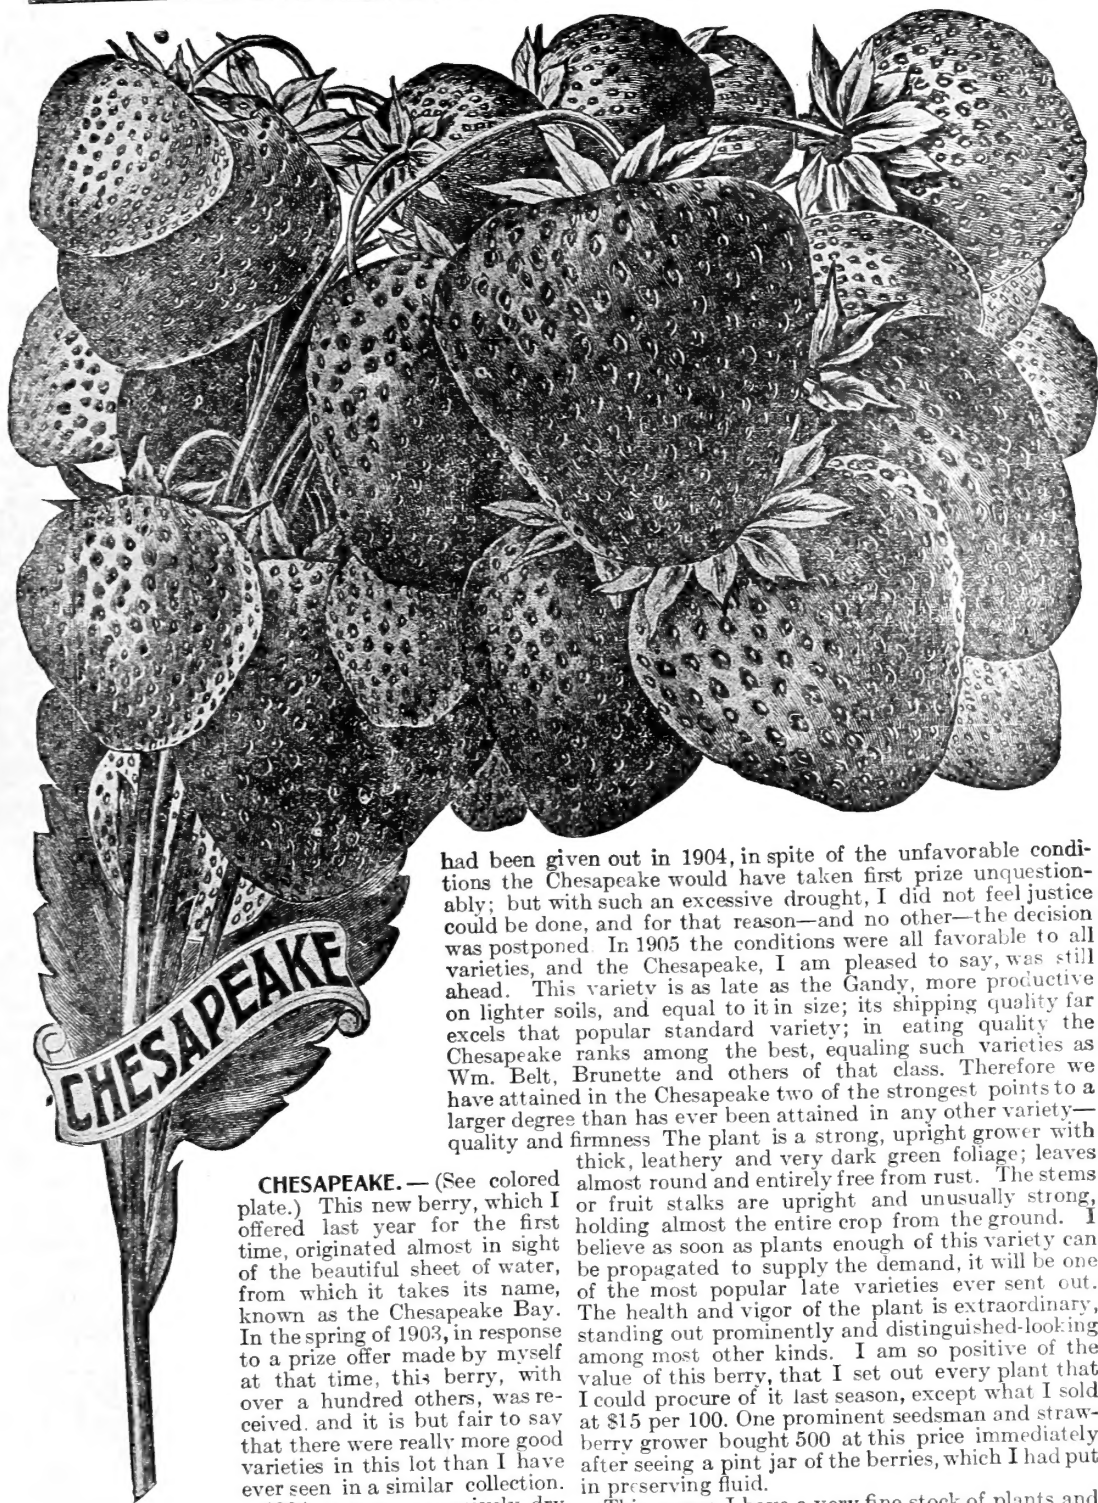 CHESAPEAKE
CHESAPEAKE.—(See colored
plate.) This new berry, which I
offered last year for the first
time, originated almost in sight
of the beautiful sheet of water,
from which it takes its name,
known as the Chesapeake Bay.
In the spring of 1903, in response
to a prize offer made by myself
at that time, this berry, with
over a hundred others, was re-
ceived, and it is but fair to say
that there were really more good
varieties in this lot than I have
ever seen in a similar collection.
had been given out in 1904, in spite of the unfavorable condi-
tions the Chesapeake would have taken first prize unquestion-
ably; but with such an excessive drought, I did not feel justice
could be done, and for that reason—and no other—the decision
was postponed. In 1905 the conditions were all favorable to all
varieties, and the Chesapeake, I am pleased to say, was still
ahead. This variety is as late as the Gandy, more productive
on lighter soils, and equal to it in size; its shipping quality far
excels that popular standard variety; in eating quality the
Chesapeake ranks among the best, equaling such varieties as
Wm. Belt, Brunette and others of that class. Therefore we
have attained in the Chesapeake two of the strongest points to a
larger degree than has ever been attained in any other variety—
quality and firmness The plant is a strong, upright grower with
thick, leathery and very dark green foliage; leaves
almost round and entirely free from rust. The stems
or fruit stalks are upright and unusually strong,
holding almost the entire crop from the ground. I
believe as soon as plants enough of this variety can
be propagated to supply the demand, it will be one
of the most popular late varieties ever sent out.
The health and vigor of the plant is extraordinary,
standing out prominently and distinguished-looking
among most other kinds. I am so positive of the
value of this berry, that I set out every plant that
I could procure of it last season, except what I sold
at $15 per 100. One prominent seedsman and straw-
berry grower bought 500 at this price immediately
after seeing a pint jar of the berries, which I had put
in preserving fluid.
I have a very fine stock of plants and